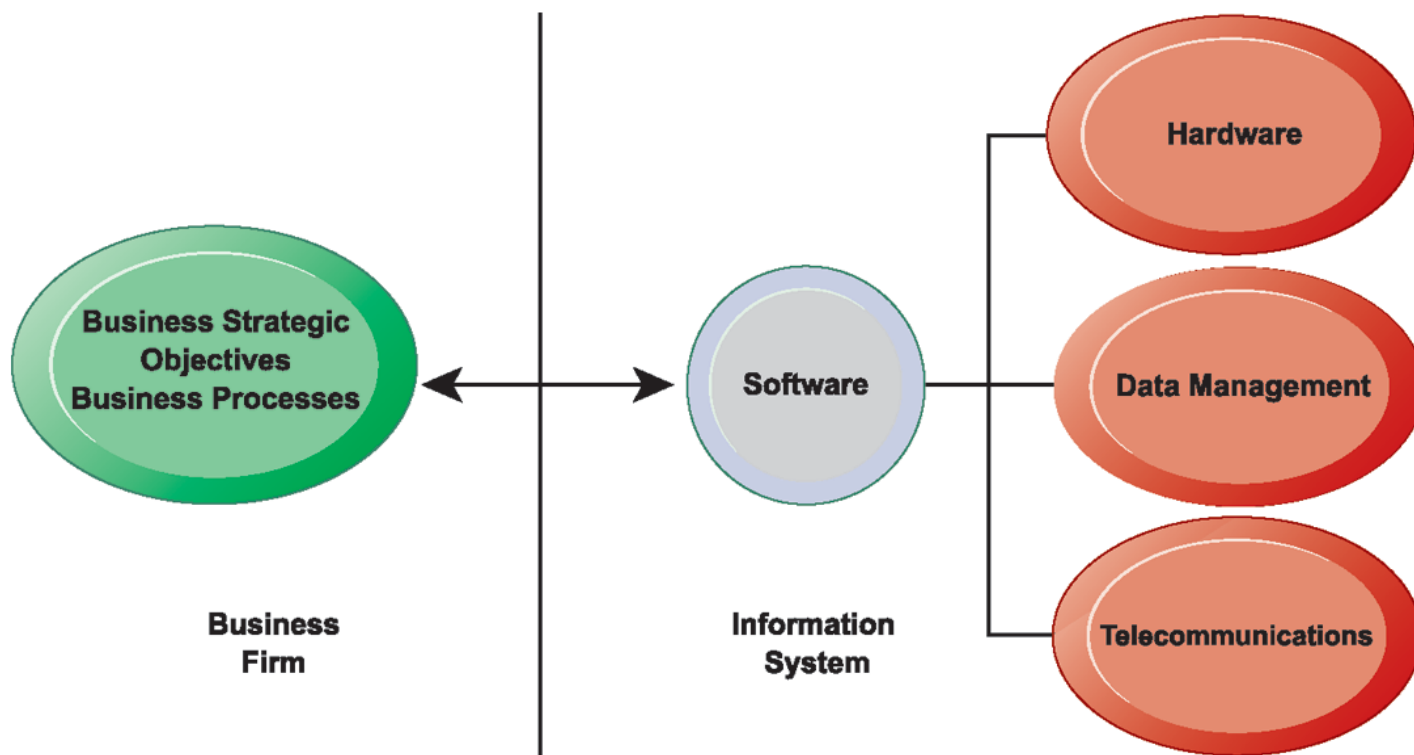 Business Strategic
Objectives
Business Processes
Software
Hardware
Data Management
Telecommunications
Business
Firm
Information
System